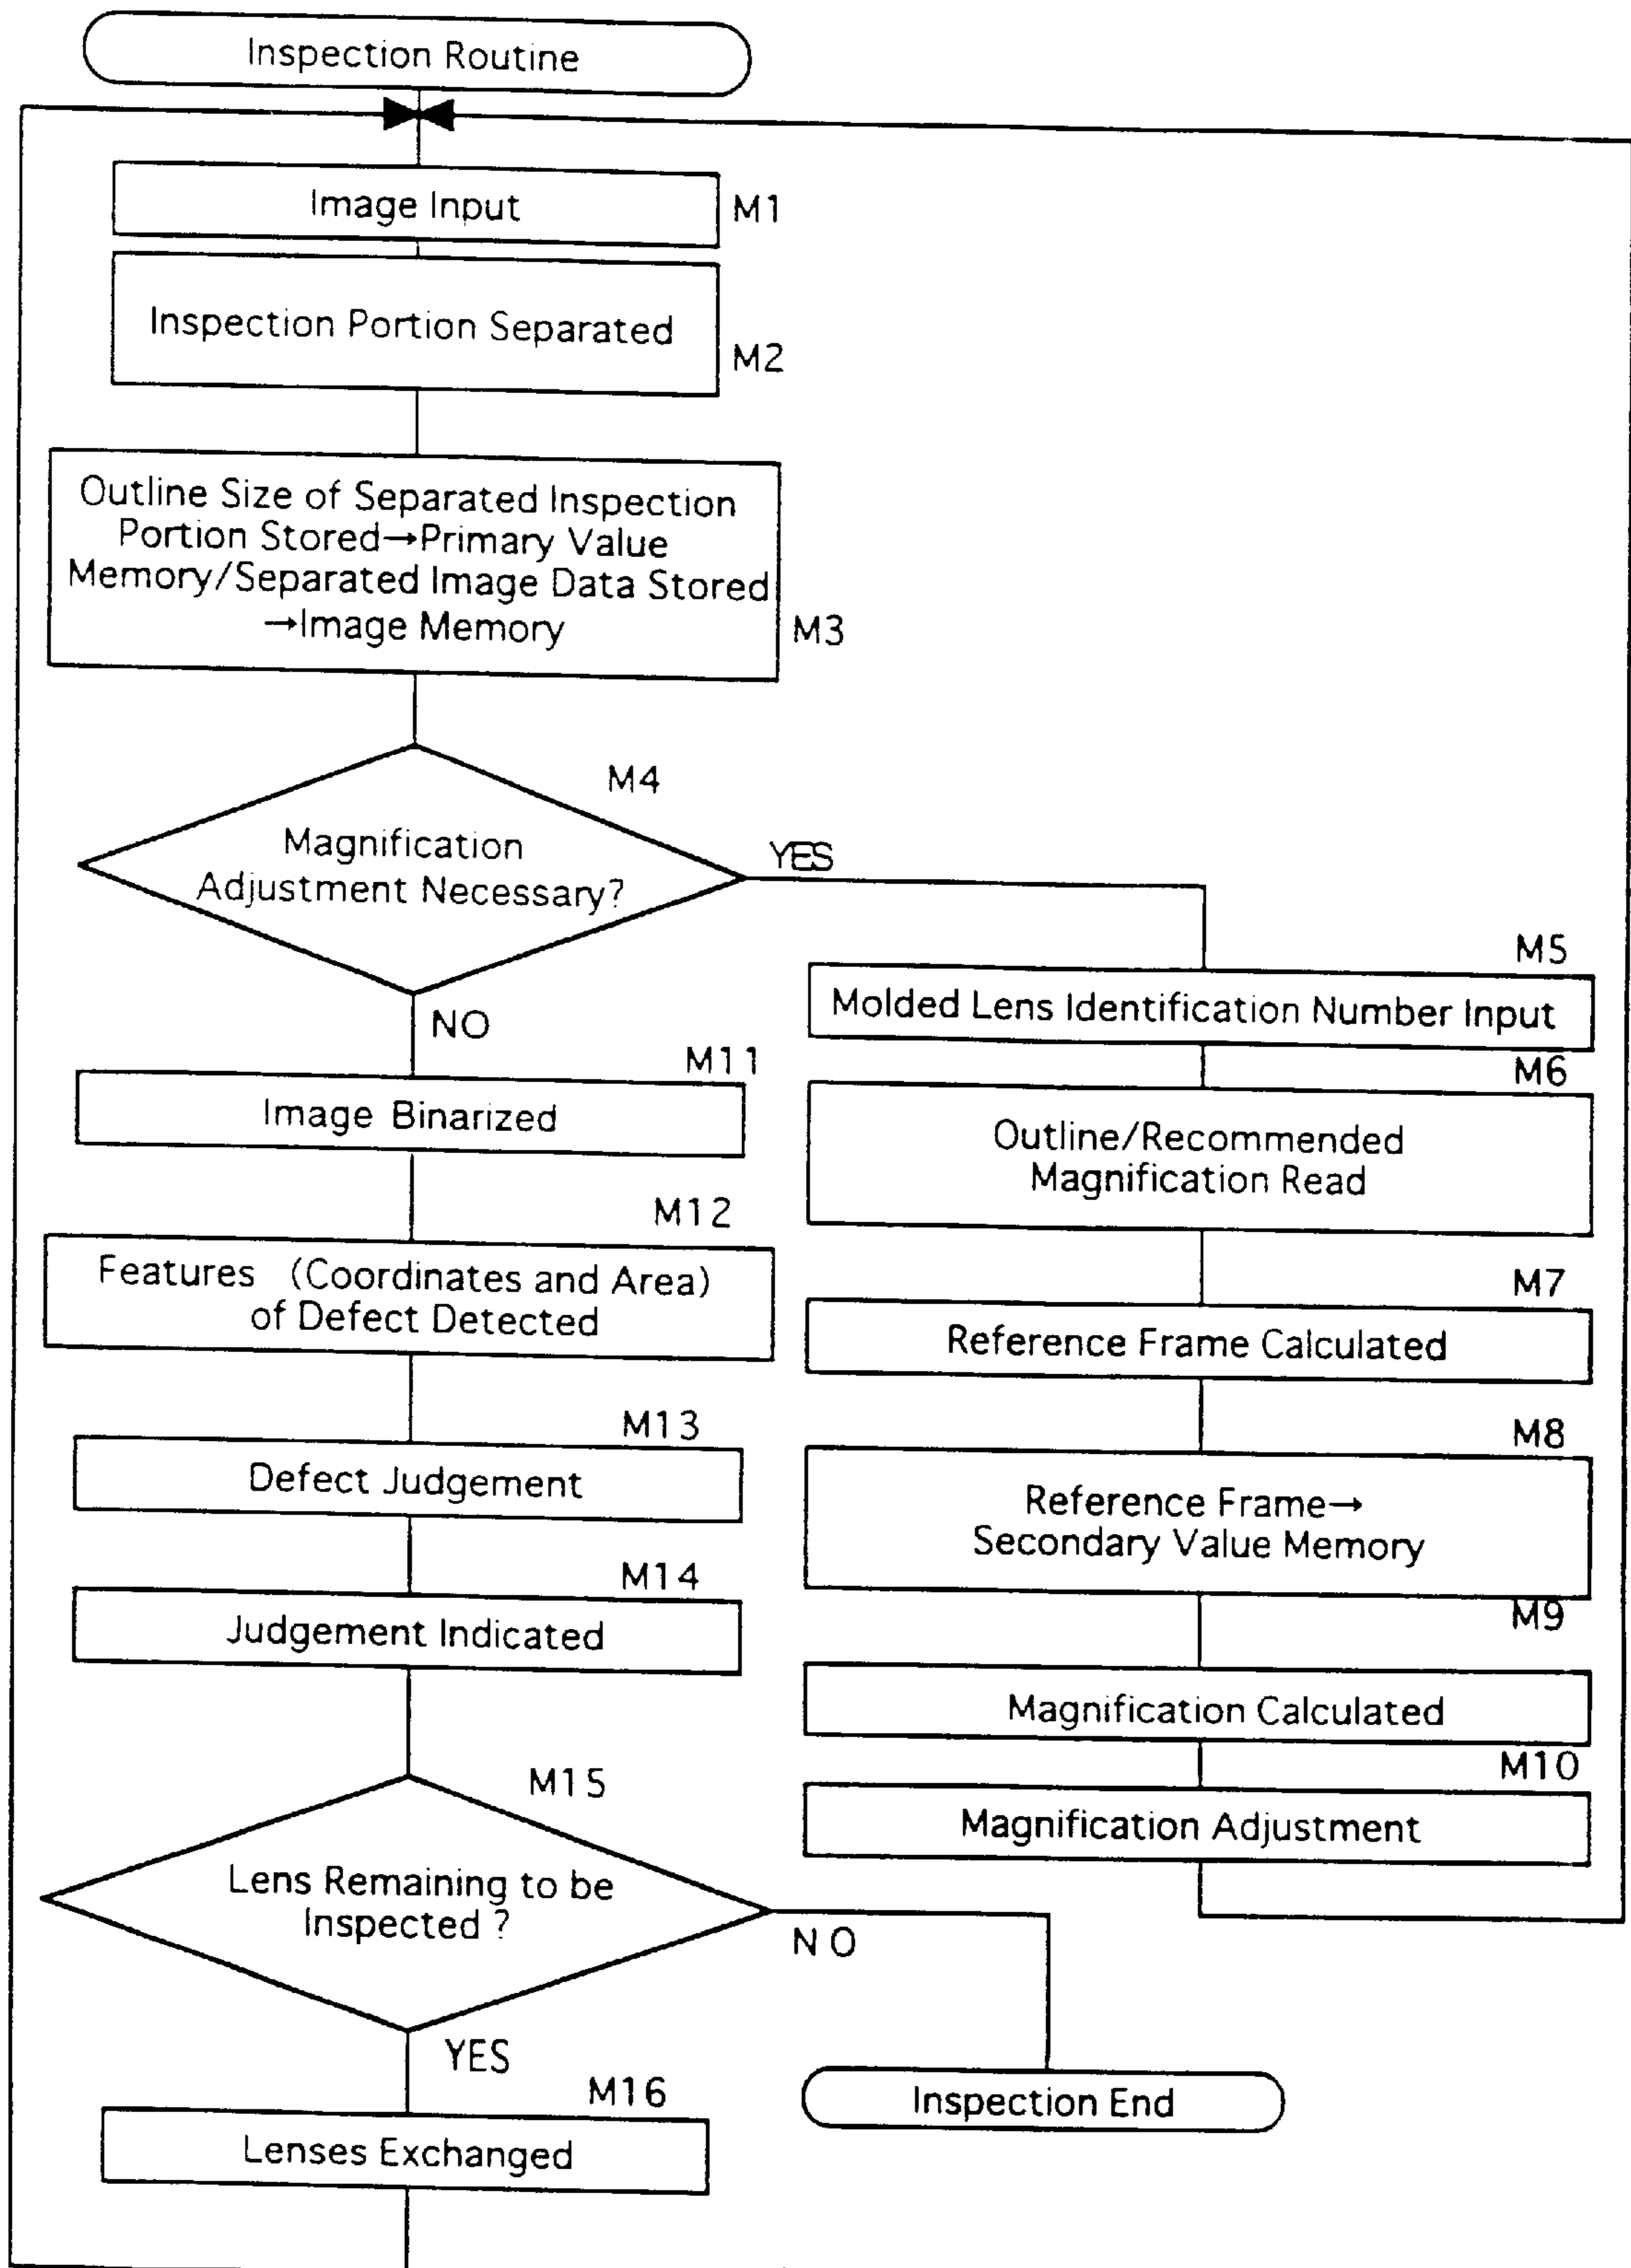 Inspection Routine
Image Input
M1
Inspection Portion Separated
M2
Outline Size of Separated Inspection
Portion Stored→Primary Value
Memory/Separated Image Data Stored
→Image Memory
M3
M4
Magnification
Adjustment Necessary?
YES
NO
M5
Molded Lens Identification Number Input
M6
Outline/Recommended
Magnification Read
M7
Reference Frame Calculated
M8
Reference Frame→
Secondary Value Memory
M9
Magnification Calculated
M10
Magnification Adjustment
M11
Image Binarized
M12
Features (Coordinates and Area)
of Defect Detected
M13
Defect Judgement
M14
Judgement Indicated
M15
Lens Remaining to be
Inspected ?
NO
YES
Inspection End
M16
Lenses Exchanged